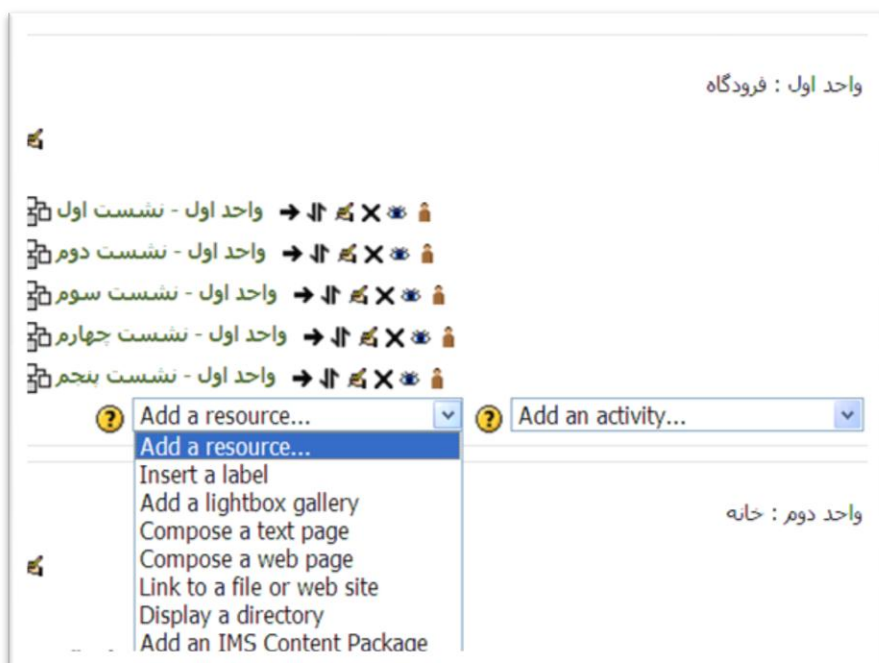 واحد اول : فرودگاه
واحد اول - نشست اول
واحد اول - نشست دوم
واحد اول - نشست سوم
واحد اول - نشست چهارم
واحد اول - نشست پنجم
Add a resource... Add an activity...
Add a resource...
Insert a label
Add a lightbox gallery
Compose a text page
Compose a web page
Link to a file or web site
Display a directory
Add an IMS Content Package
واحد دوم : خانه